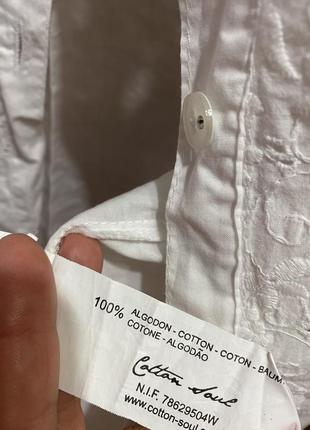 100% ALGODON - COTTON - COTON - BAUM
COTONE - ALGODÃO
Cotton Soul
N.I.F. 78629504W
www.cotton-soul.